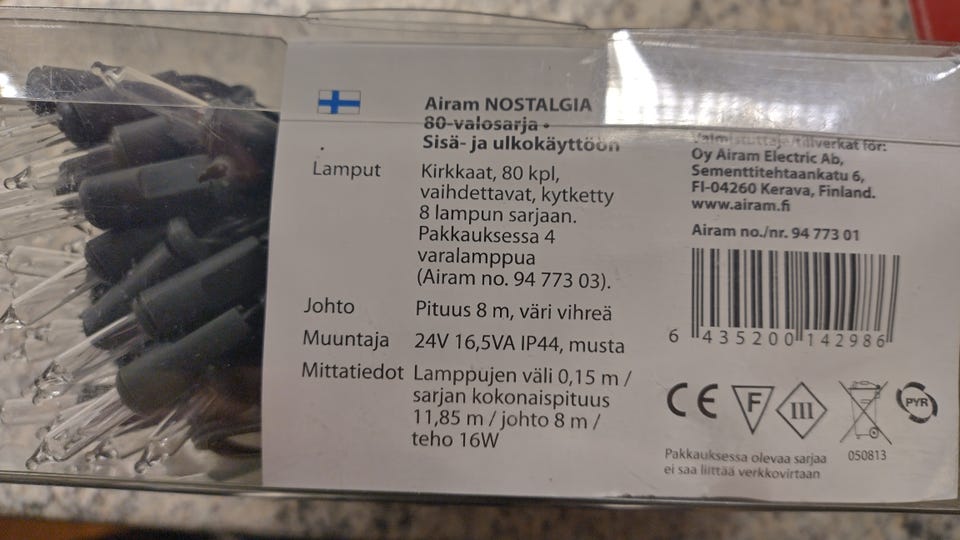 Airam NOSTALGIA
80-valosarja •
Sisä- ja ulkokäyttöön
Lamput
Kirkkaat, 80 kpl,
vaihdettavat, kytketty
8 lampun sarjaan.
Pakkauksessa 4
varalamppua
(Airam no. 94 773 03).
Johto
Pituus 8 m, väri vihreä
Muuntaja
24V 16,5VA IP44, musta
Mittatiedot
Lamppujen väli 0,15 m /
sarjan kokonaispituus
11,85 m / johto 8 m /
teho 16W
Valmistuttaja/tillverkat för:
Oy Airam Electric Ab,
Sementtitehtaankatu 6,
FI-04260 Kerava, Finland.
www.airam.fi
Airam no./nr. 94 773 01
6 435200 142986
CE F III PYR
050813
Pakkauksessa olevaa sarjaa
ei saa liittää verkkovirtaan